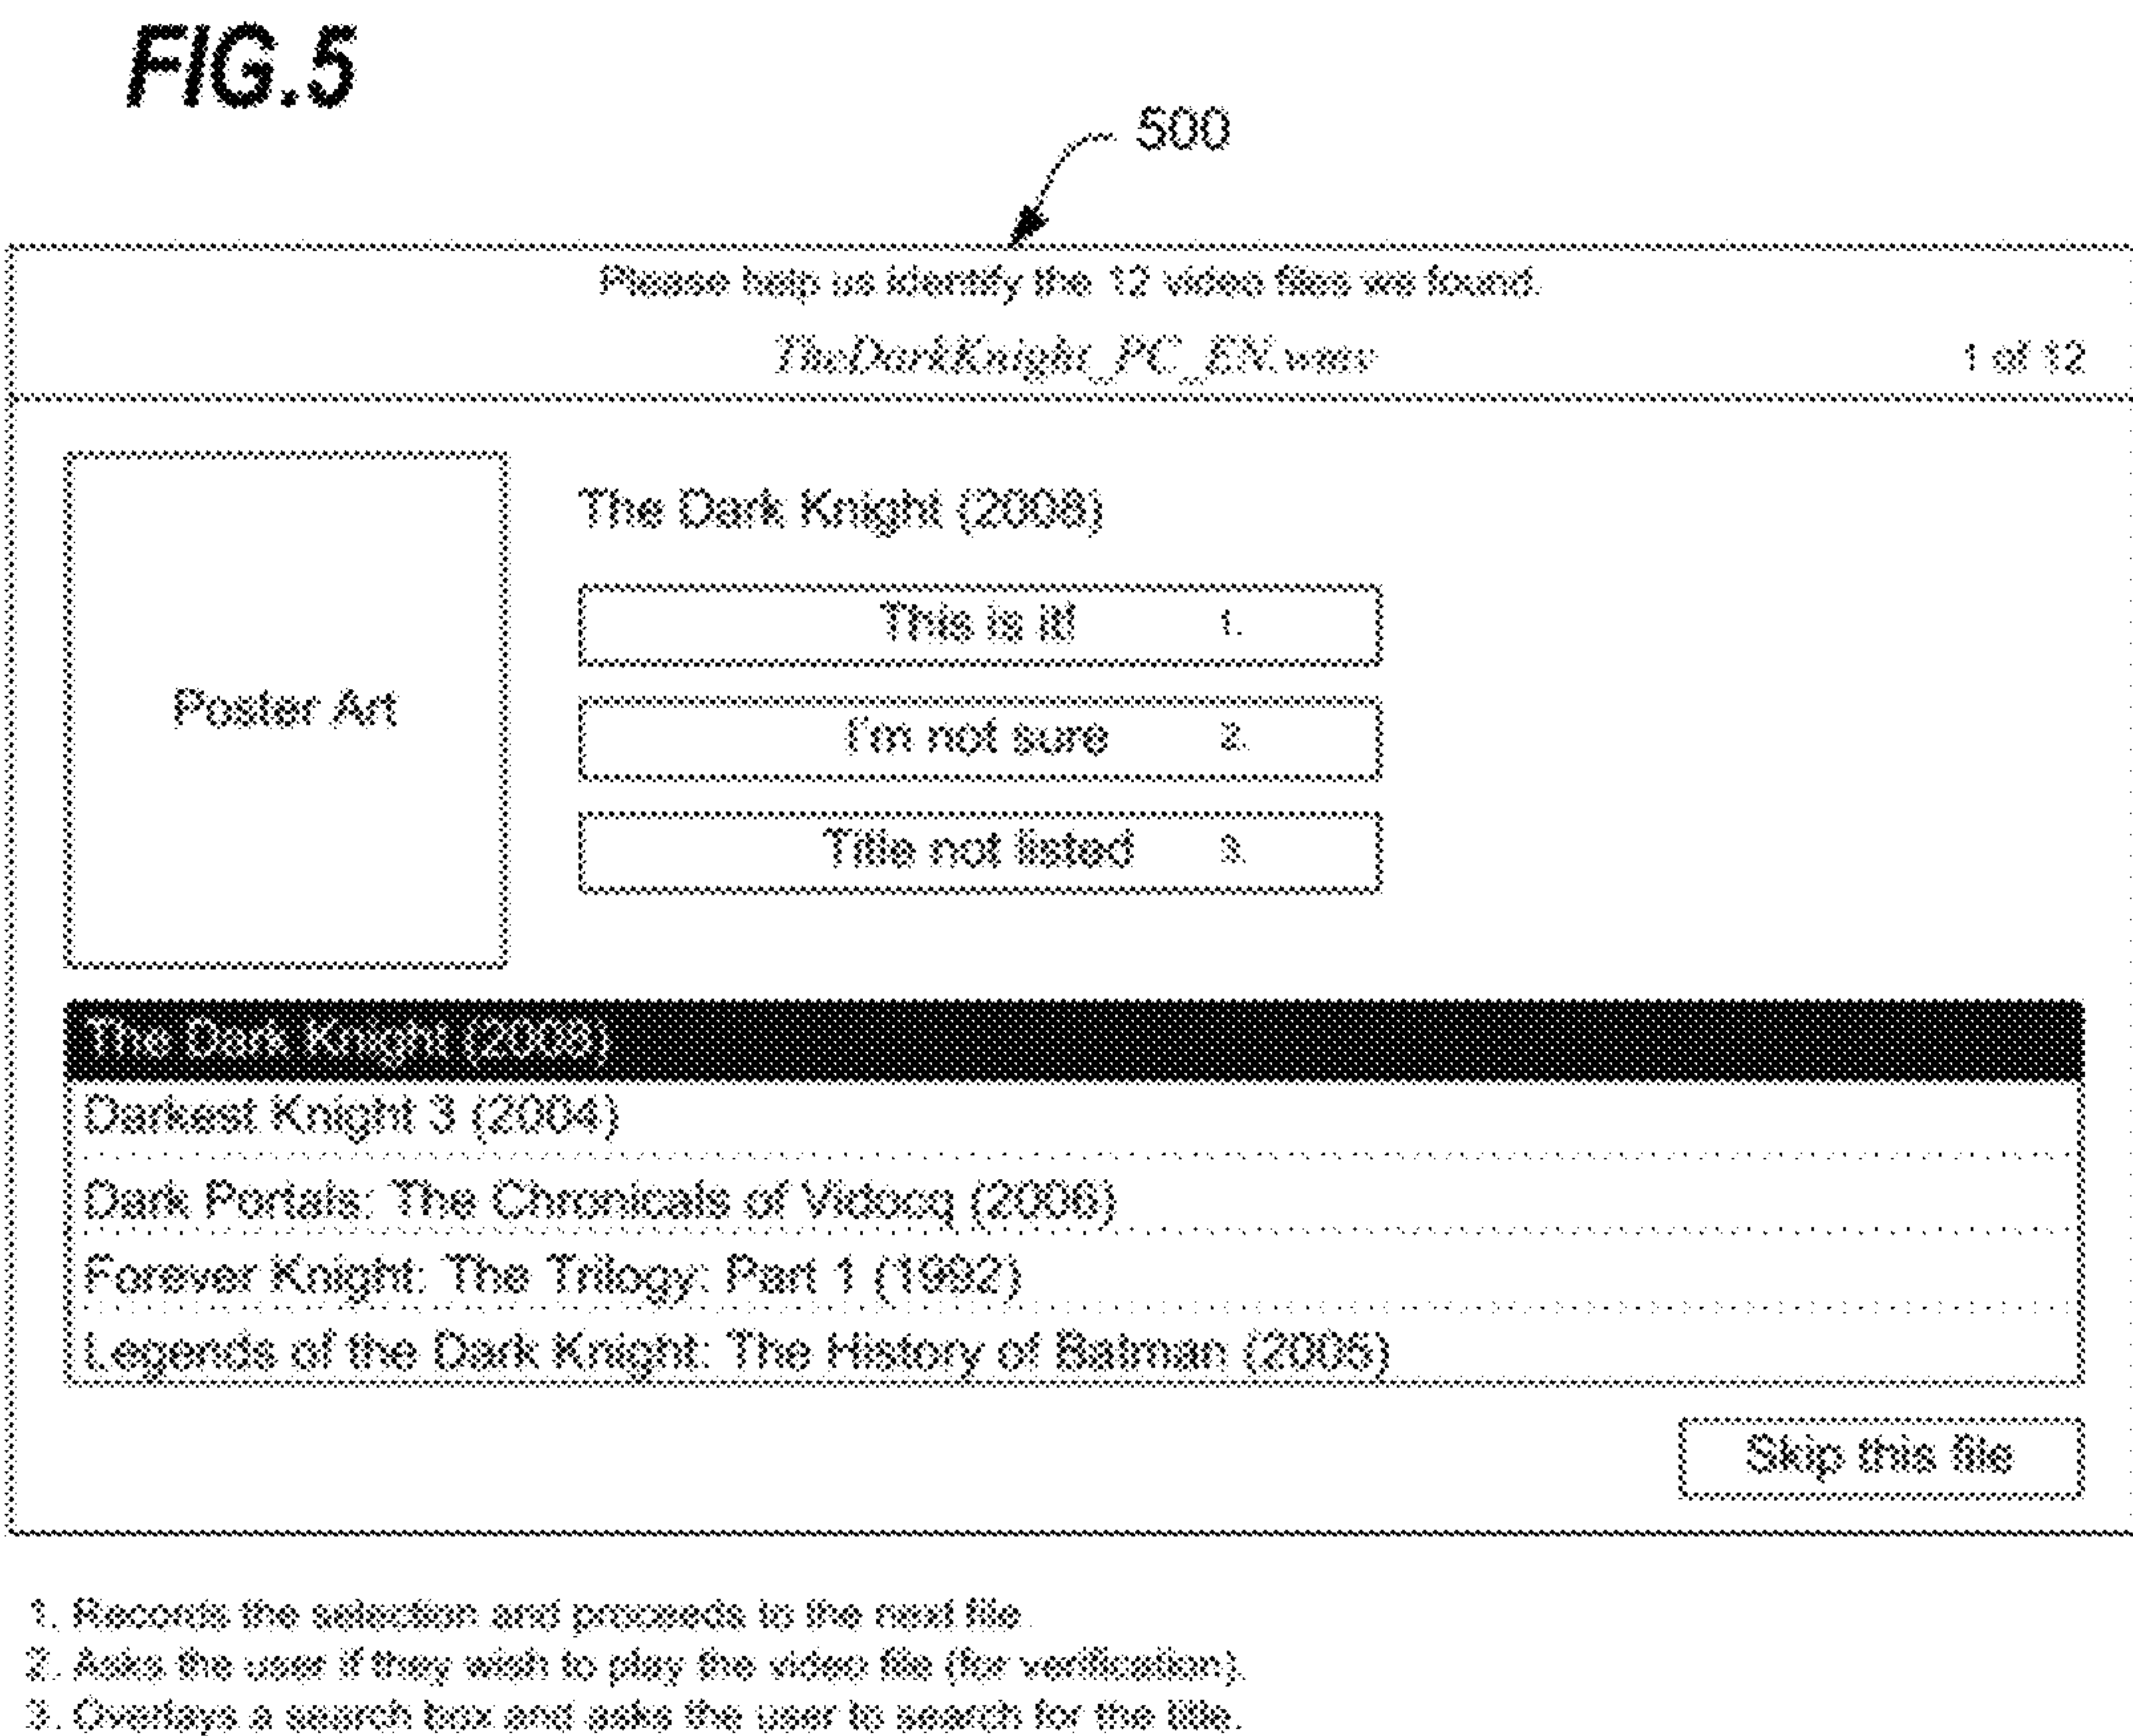 FIG.5
500
Please help us identify the 12 video files we found.
TheDarkKnight_PC_EN.wmv
1 of 12
The Dark Knight (2008)
This is it! 1.
I'm not sure 2.
Poster Art
Title not listed 3.
The Dark Knight (2008)
Darkest Knight 3 (2004)
Dark Portals: The Chronicals of Vidocq (2006)
Forever Knight: The Trilogy: Part 1 (1992)
Legends of the Dark Knight: The History of Batman (2005)
Skip this file
1. Records the selection and proceeds to the next file.
2. Asks the user if they wish to play the video file (for verification).
3. Overlays a search box and asks the user to search for the title.